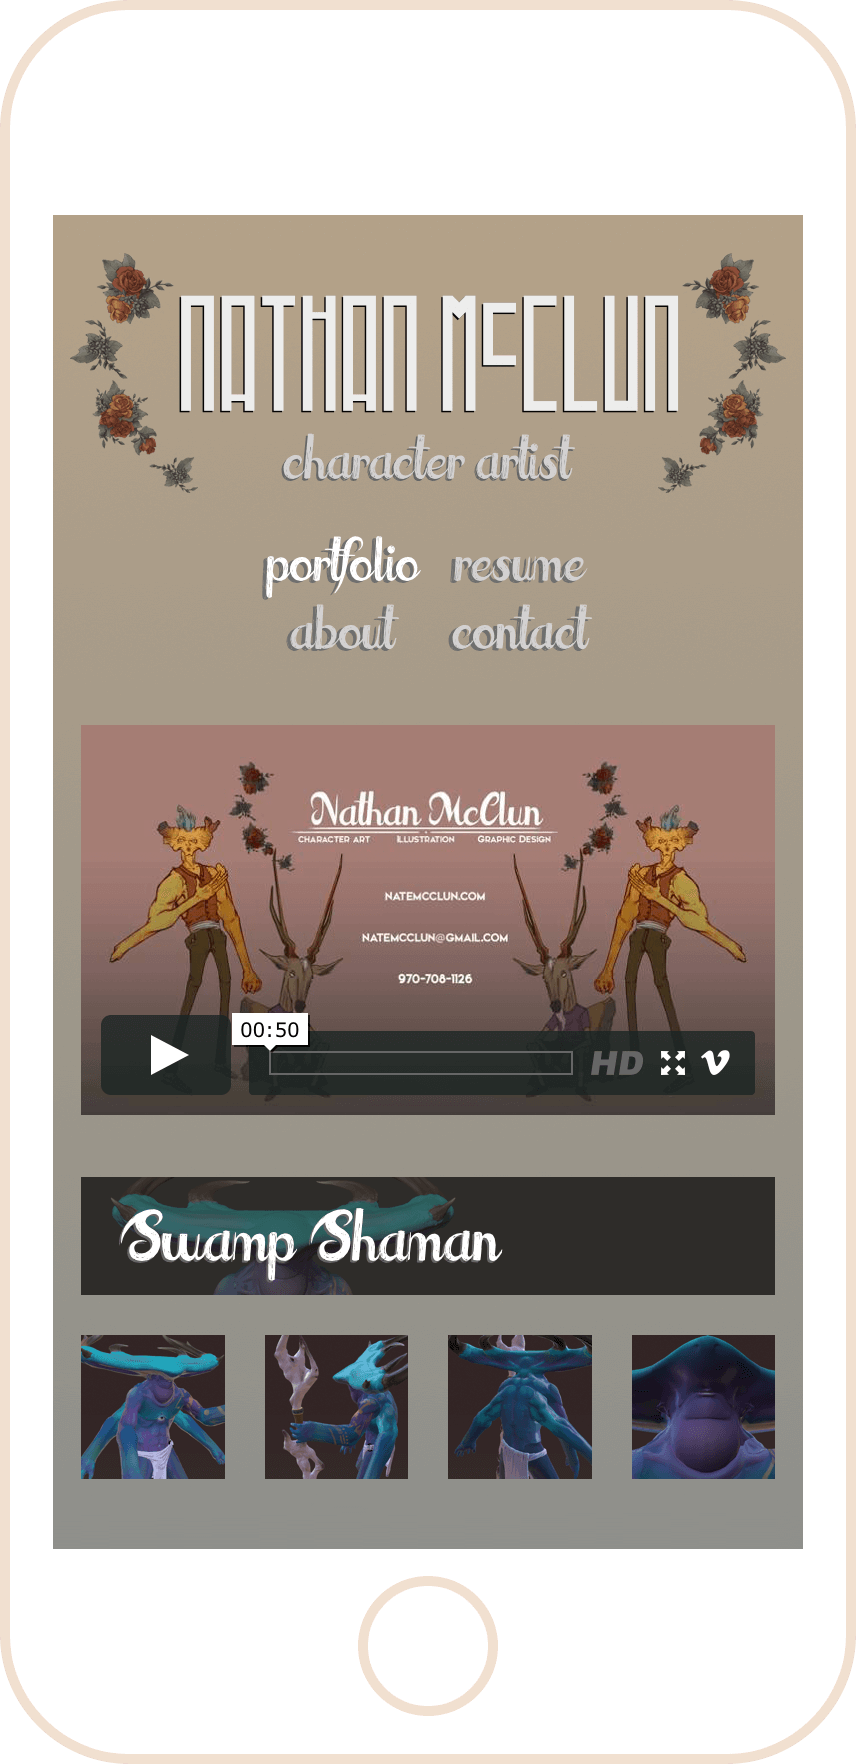 NATHAN McCLUN
character artist
portfolio resume
about contact
Nathan McClun
CHARACTER ART ILLUSTRATION GRAPHIC DESIGN
NATEMCCLUN.COM
NATEMCCLUN@GMAIL.COM
970-708-1126
00:50
HD
Swamp Shaman